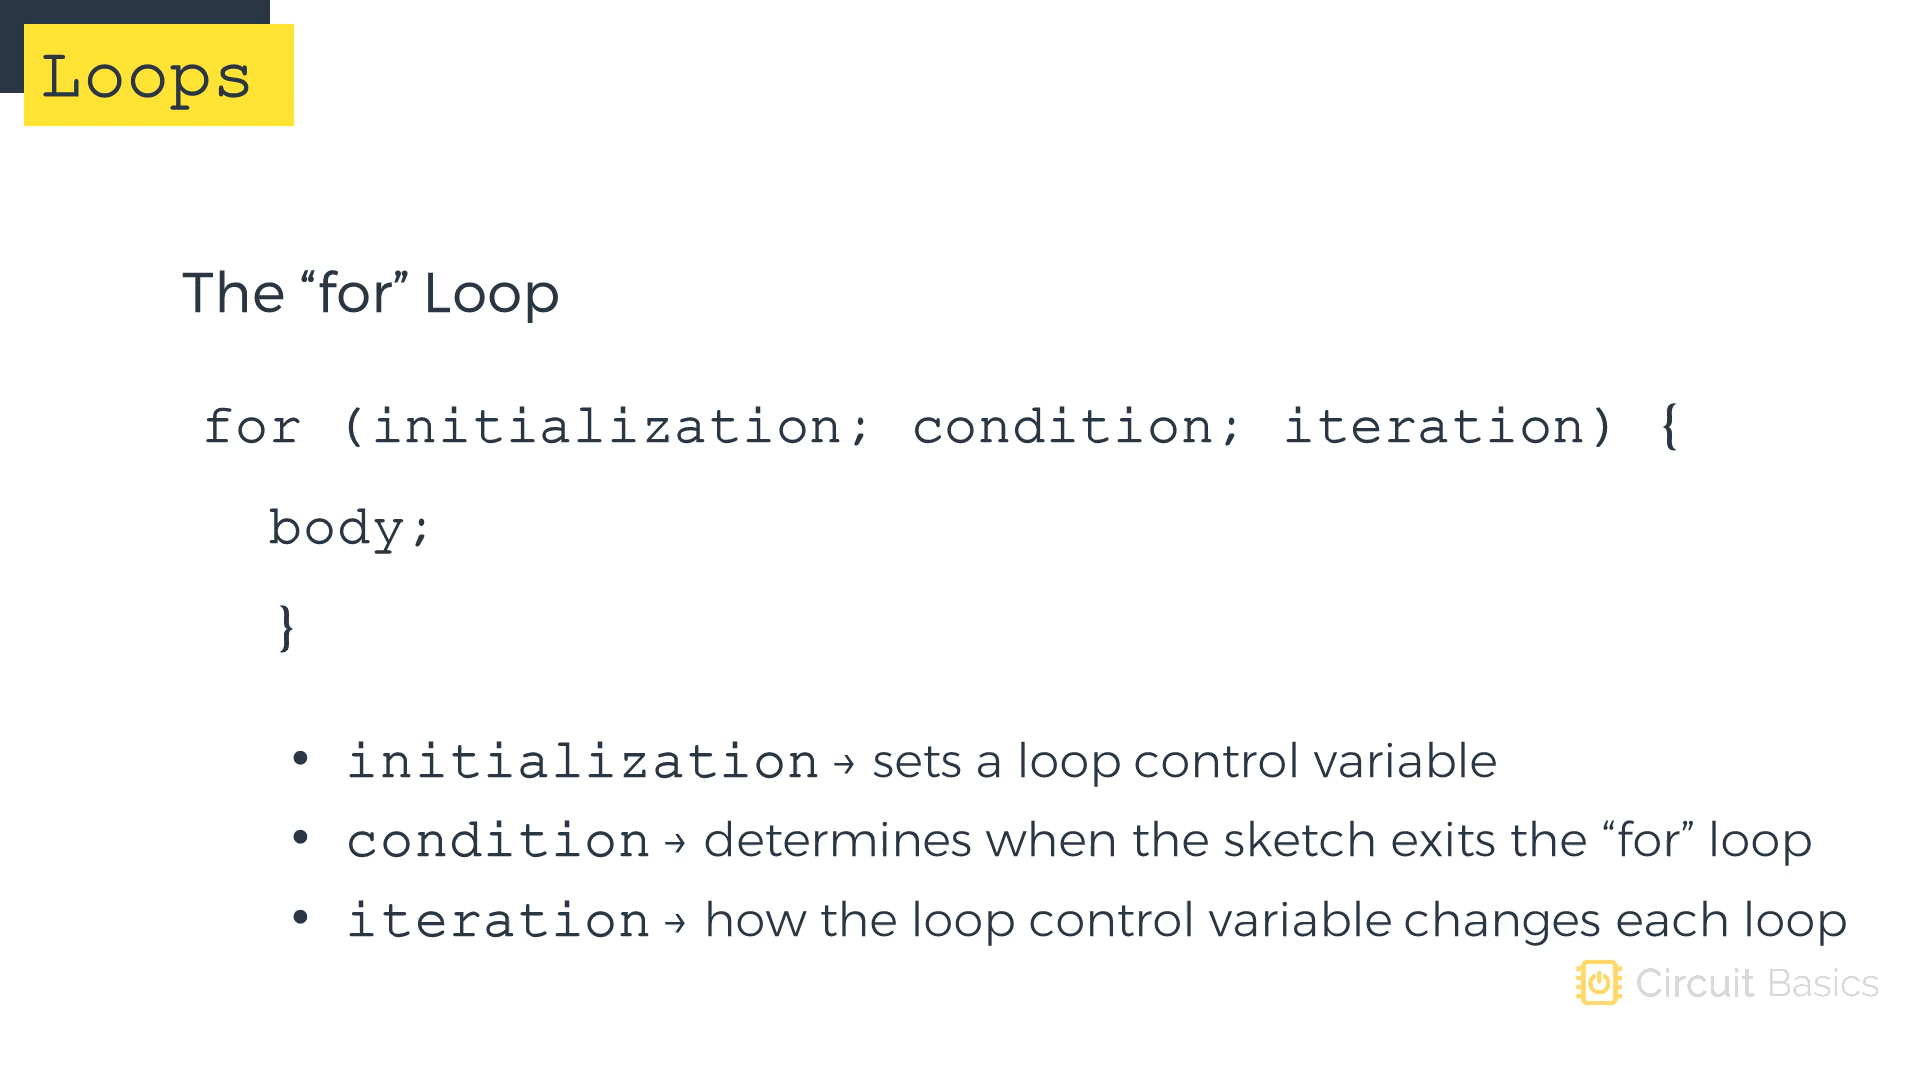 Loops
The “for” Loop
for (initialization; condition; iteration) {
body;
}
• initialization → sets a loop control variable
• condition → determines when the sketch exits the “for” loop
• iteration → how the loop control variable changes each loop
Circuit Basics